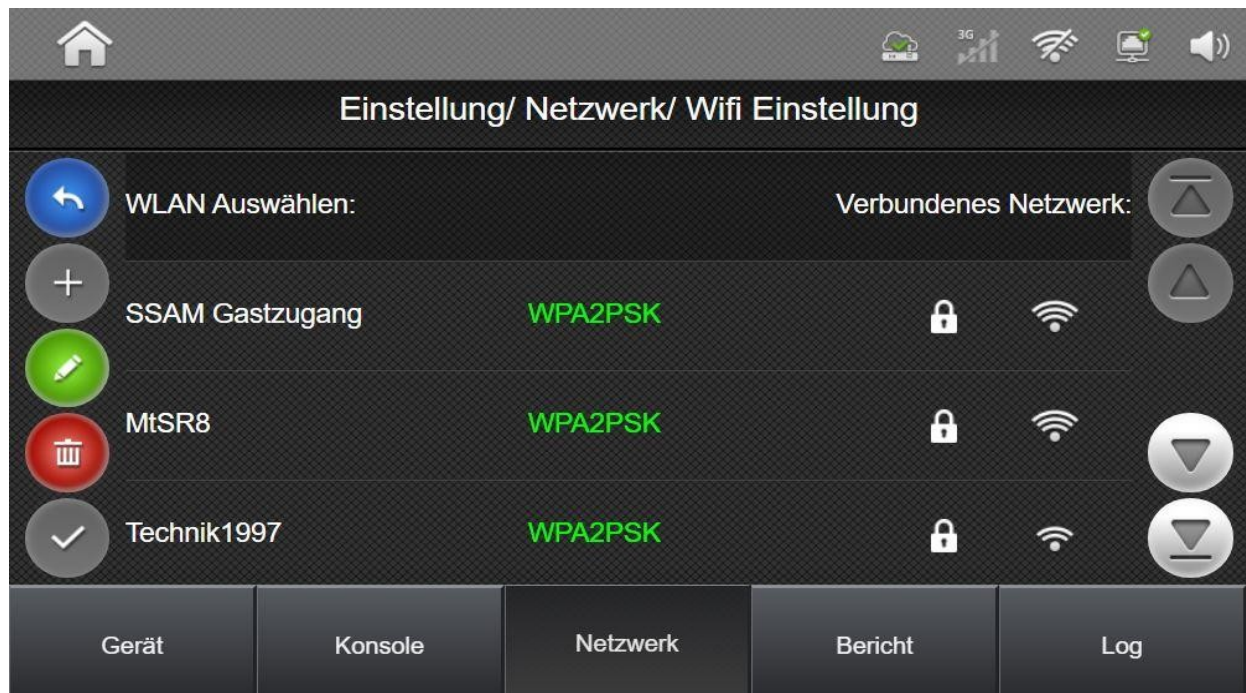 3G
Einstellung/ Netzwerk/ Wifi Einstellung
WLAN Auswählen: Verbundenes Netzwerk:
SSAM Gastzugang WPA2PSK
MtSR8 WPA2PSK
Technik1997 WPA2PSK
Gerät Konsole Netzwerk Bericht Log